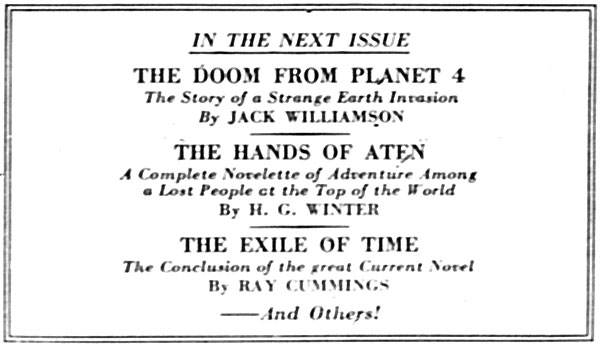 IN THE NEXT ISSUE
THE DOOM FROM PLANET 4
The Story of a Strange Earth Invasion
By JACK WILLIAMSON
THE HANDS OF ATEN
A Complete Novelette of Adventure Among
a Lost People at the Top of the World
By H. G. WINTER
THE EXILE OF TIME
The Conclusion of the great Current Novel
By RAY CUMMINGS
——And Others!